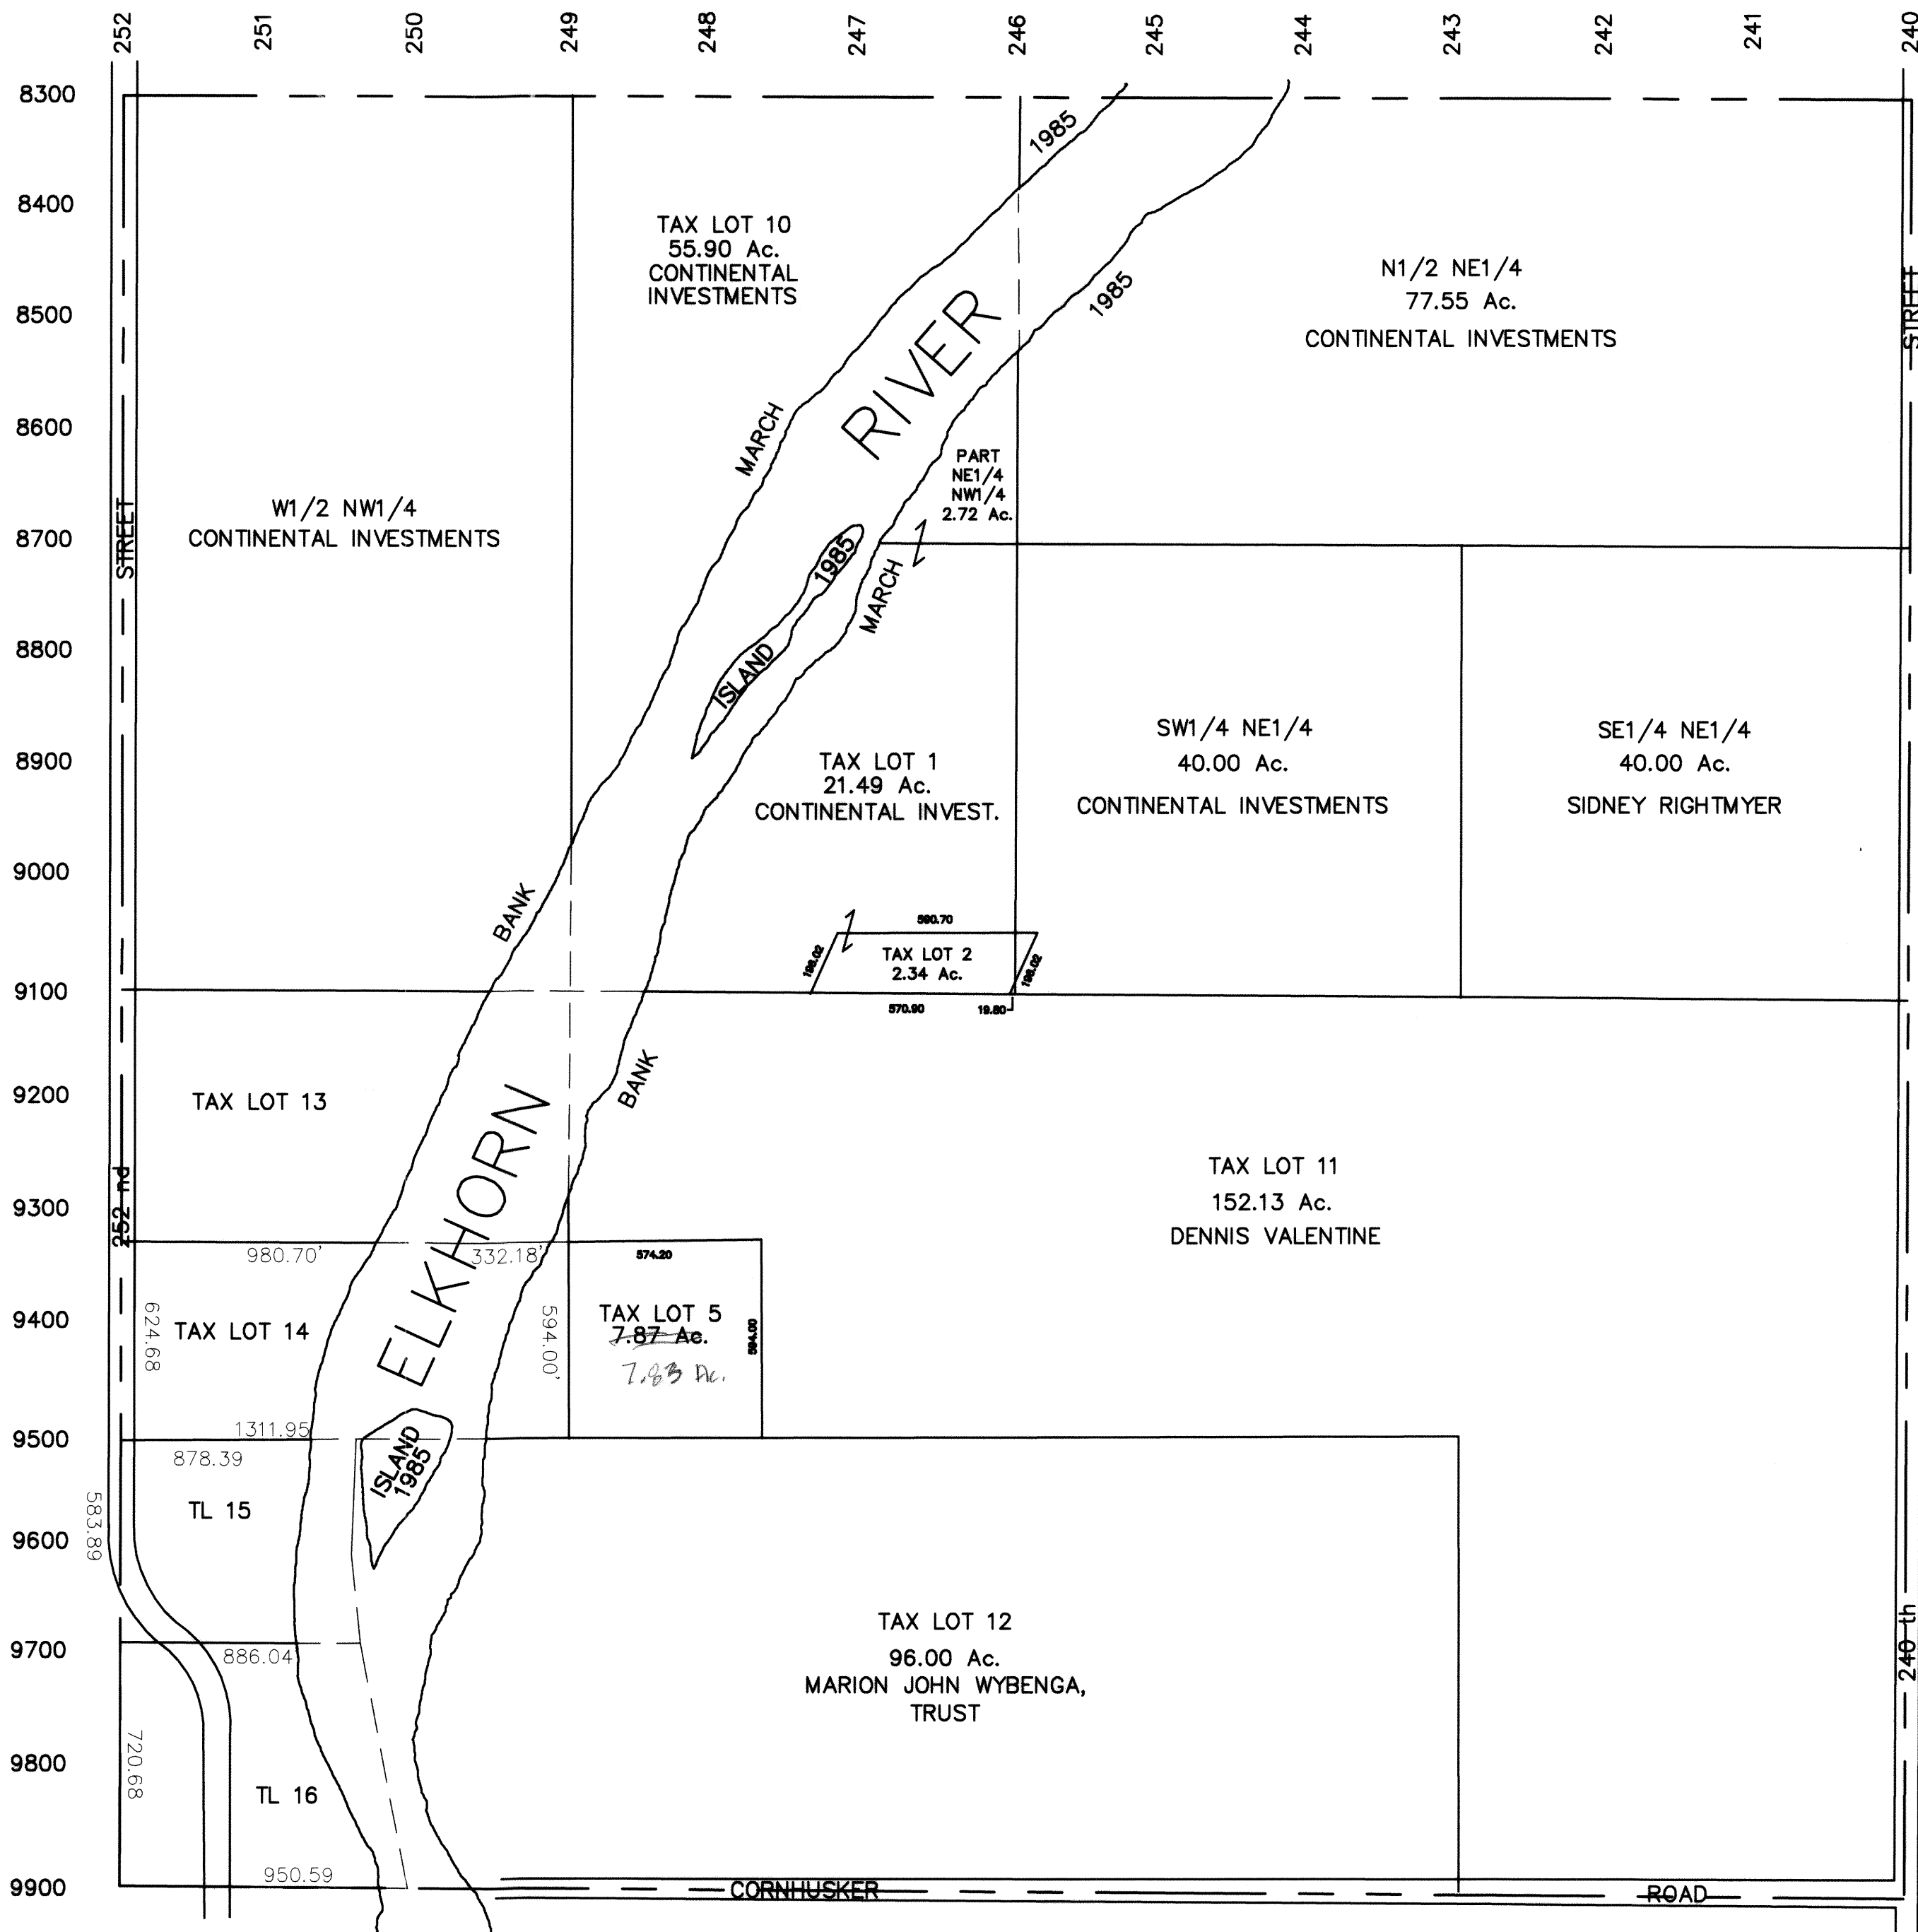 252
251
250
249
248
247
246
245
244
243
242
241
240
8300
8400
8500
8600
8700
8800
8900
9000
9100
9200
9300
9400
9500
9600
9700
9800
9900
STREET
252 nd
STREET
240 th
1985
1985
MARCH
MARCH
RIVER
ELKHORN
BANK
BANK
ISLAND 1985
ISLAND
1985
TAX LOT 10
55.90 Ac.
CONTINENTAL
INVESTMENTS
N1/2 NE1/4
77.55 Ac.
CONTINENTAL INVESTMENTS
PART
NE1/4
NW1/4
2.72 Ac.
W1/2 NW1/4
CONTINENTAL INVESTMENTS
TAX LOT 1
21.49 Ac.
CONTINENTAL INVEST.
SW1/4 NE1/4
40.00 Ac.
CONTINENTAL INVESTMENTS
SE1/4 NE1/4
40.00 Ac.
SIDNEY RIGHTMYER
590.70
198.02
TAX LOT 2
2.34 Ac.
198.02
570.90
19.80
TAX LOT 13
TAX LOT 11
152.13 Ac.
DENNIS VALENTINE
980.70'
332.18'
574.20
624.68
TAX LOT 14
594.00'
TAX LOT 5
7.87 Ac.
7.83 Ac.
594.00
1311.95
878.39
TL 15
583.89
886.04
TAX LOT 12
96.00 Ac.
MARION JOHN WYBENGA,
TRUST
720.68
TL 16
950.59
CORNHUSKER ROAD